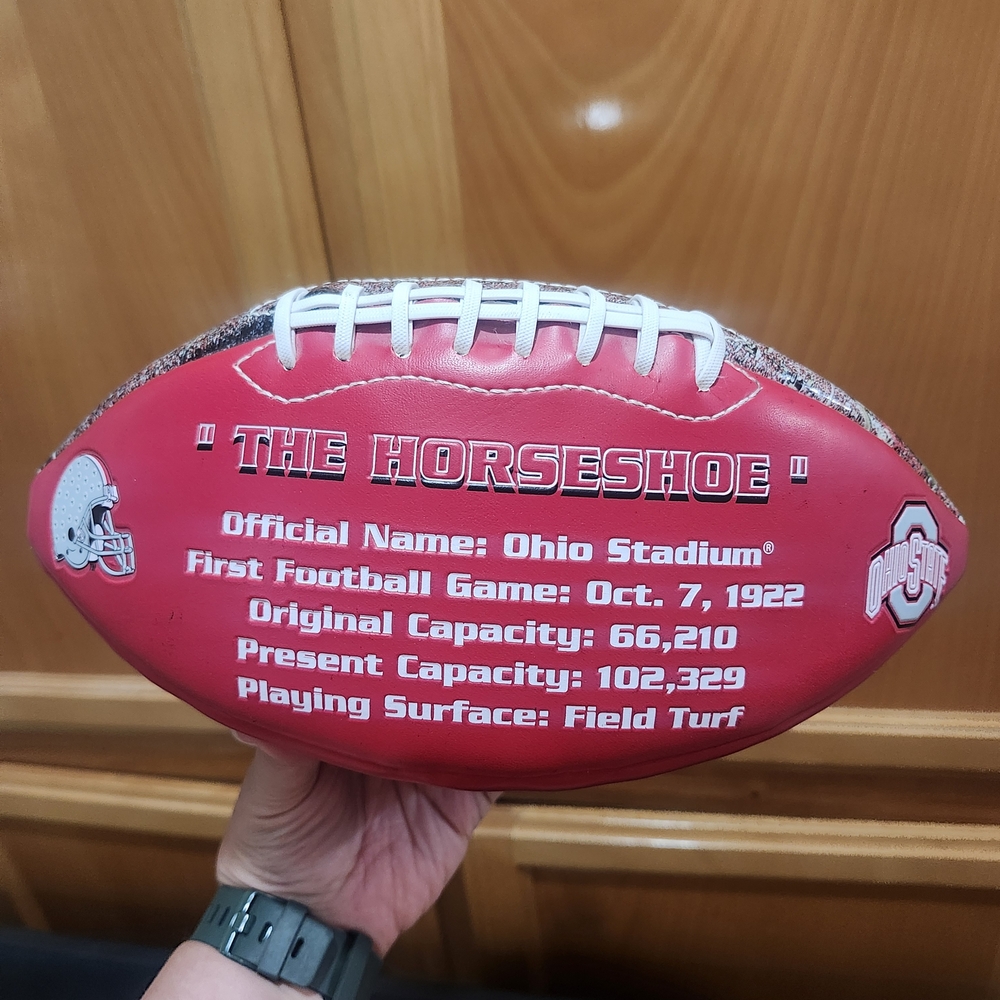 " THE HORSESHOE "
Official Name: Ohio Stadium®
First Football Game: Oct. 7, 1922
Original Capacity: 66,210
Present Capacity: 102,329
Playing Surface: Field Turf
OHIO STATE